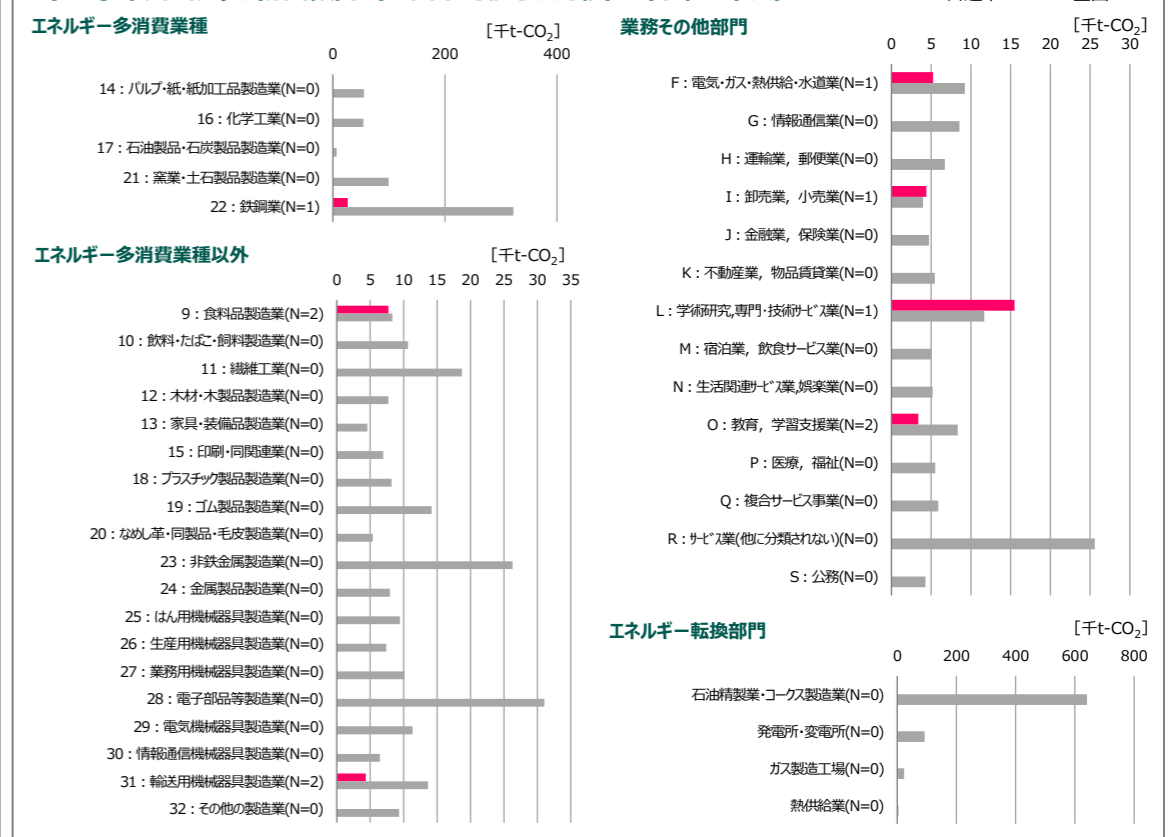 エネルギー多消費業種
[千t-CO2]
0 200 400
14:パルプ・紙・紙加工品製造業(N=0)
16:化学工業(N=0)
17:石油製品・石炭製品製造業(N=0)
21:窯業・土石製品製造業(N=0)
22:鉄鋼業(N=1)
エネルギー多消費業種以外
[千t-CO2]
0 5 10 15 20 25 30 35
9:食料品製造業(N=2)
10:飲料・たばこ・飼料製造業(N=0)
11:繊維工業(N=0)
12:木材・木製品製造業(N=0)
13:家具・装備品製造業(N=0)
15:印刷・同関連業(N=0)
18:プラスチック製品製造業(N=0)
19:ゴム製品製造業(N=0)
20:なめし革・同製品・毛皮製造業(N=0)
23:非鉄金属製造業(N=0)
24:金属製品製造業(N=0)
25:はん用機械器具製造業(N=0)
26:生産用機械器具製造業(N=0)
27:業務用機械器具製造業(N=0)
28:電子部品等製造業(N=0)
29:電気機械器具製造業(N=0)
30:情報通信機械器具製造業(N=0)
31:輸送用機械器具製造業(N=2)
32:その他の製造業(N=0)
業務その他部門
[千t-CO2]
0 5 10 15 20 25 30
F:電気・ガス・熱供給・水道業(N=1)
G:情報通信業(N=0)
H:運輸業，郵便業(N=0)
I:卸売業，小売業(N=1)
J:金融業，保険業(N=0)
K:不動産業，物品賃貸業(N=0)
L:学術研究,専門・技術サービス業(N=1)
M:宿泊業，飲食サービス業(N=0)
N:生活関連サービス業,娯楽業(N=0)
O:教育，学習支援業(N=2)
P:医療，福祉(N=0)
Q:複合サービス事業(N=0)
R:サービス業(他に分類されない)(N=0)
S:公務(N=0)
エネルギー転換部門
[千t-CO2]
0 200 400 600 800
石油精製業・コークス製造業(N=0)
発電所・変電所(N=0)
ガス製造工場(N=0)
熱供給業(N=0)